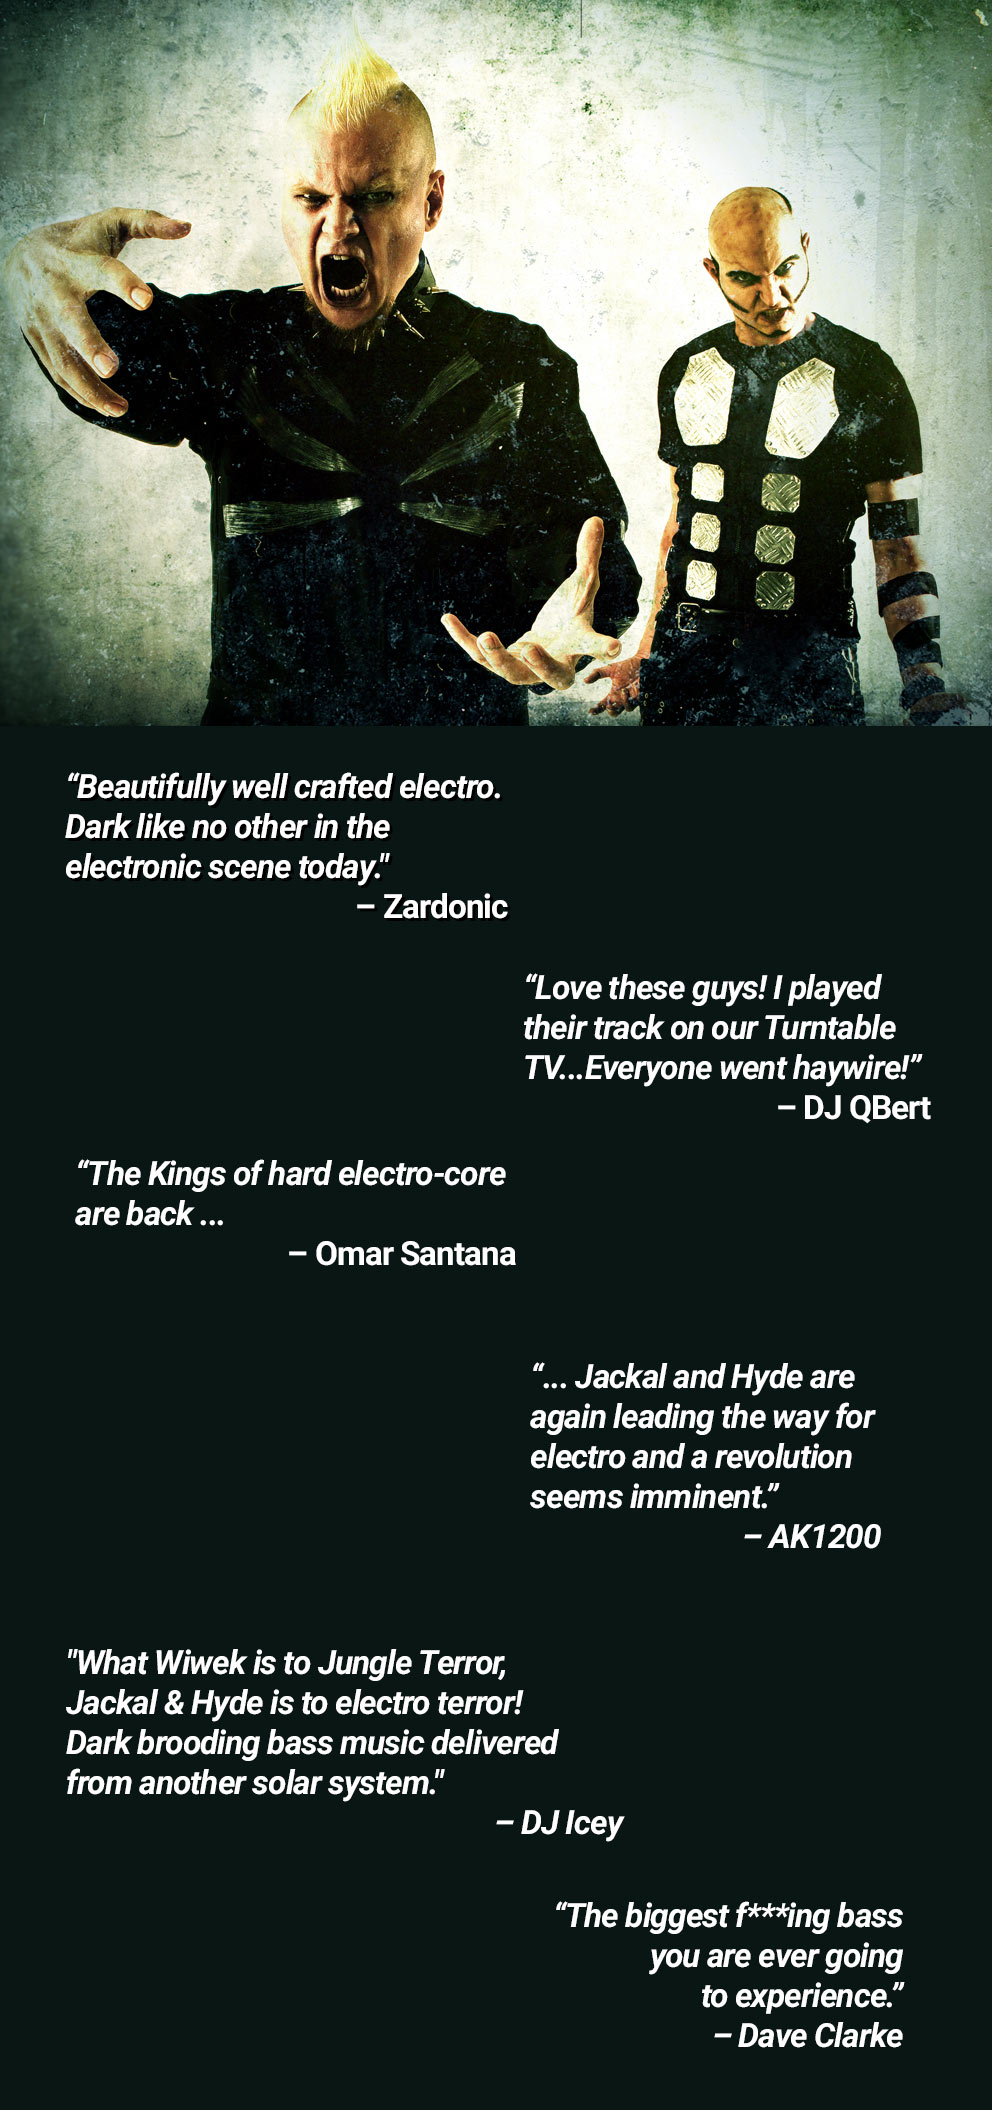 “Beautifully well crafted electro.
Dark like no other in the
electronic scene today."
– Zardonic
“Love these guys! I played
their track on our Turntable
TV...Everyone went haywire!”
– DJ QBert
“The Kings of hard electro-core
are back ...
– Omar Santana
“... Jackal and Hyde are
again leading the way for
electro and a revolution
seems imminent.”
– AK1200
"What Wiwek is to Jungle Terror,
Jackal & Hyde is to electro terror!
Dark brooding bass music delivered
from another solar system."
– DJ Icey
“The biggest f***ing bass
you are ever going
to experience.”
– Dave Clarke